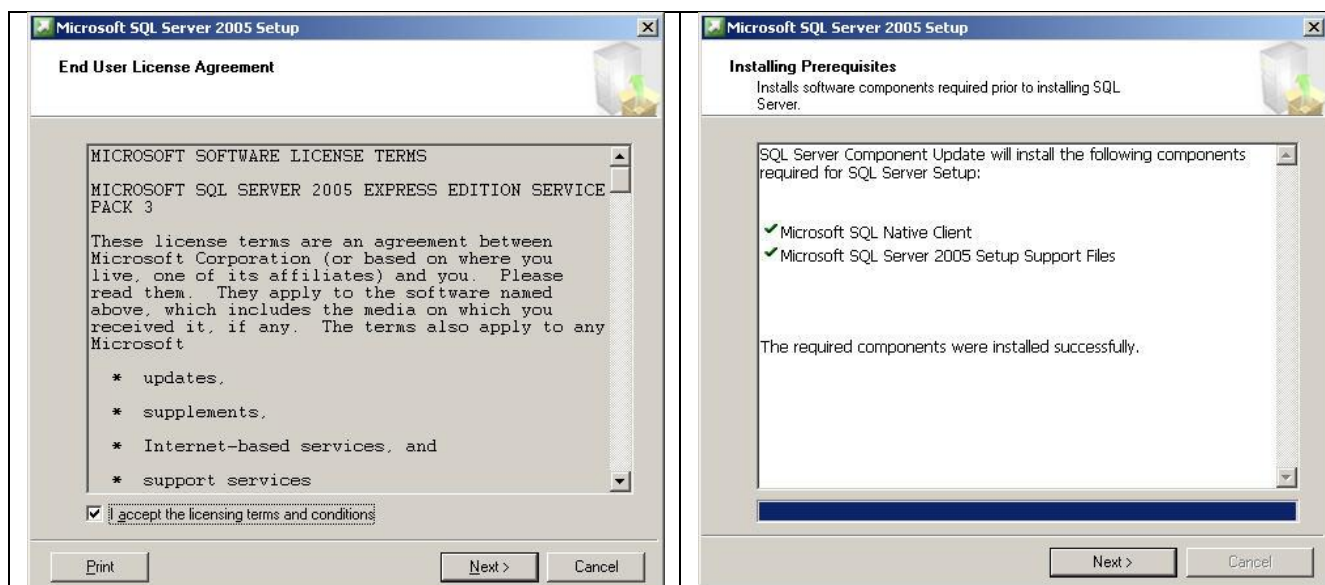 Microsoft SQL Server 2005 Setup
End User License Agreement
MICROSOFT SOFTWARE LICENSE TERMS
MICROSOFT SQL SERVER 2005 EXPRESS EDITION SERVICE
PACK 3
These license terms are an agreement between
Microsoft Corporation (or based on where you
live, one of its affiliates) and you.  Please
read them.  They apply to the software named
above, which includes the media on which you
received it, if any.  The terms also apply to any
Microsoft
* updates,
* supplements,
* Internet-based services, and
* support services
I accept the licensing terms and conditions
Print
Next >
Cancel
Microsoft SQL Server 2005 Setup
Installing Prerequisites
Installs software components required prior to installing SQL
Server.
SQL Server Component Update will install the following components
required for SQL Server Setup:
Microsoft SQL Native Client
Microsoft SQL Server 2005 Setup Support Files
The required components were installed successfully.
Next >
Cancel